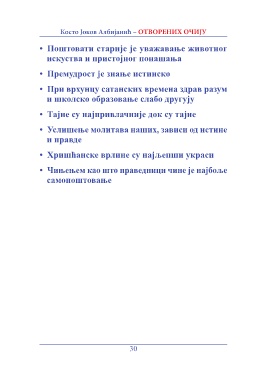 Косто Јоков Албијанић – ОТВОРЕНИХ ОЧИЈУ
• Поштовати старије је уважавање животног
искуства и пристојног понашања
• Премудрост је знање истинско
• При врхунцу сатанских времена здрав разум
и школско образовање слабо другују
• Тајне су најпривлачније док су тајне
• Услишење молитава наших, зависи од истине
и правде
• Хришћанске врлине су најљепши украси
• Чињењем као што праведници чине је најбоље
самопоштовање
30